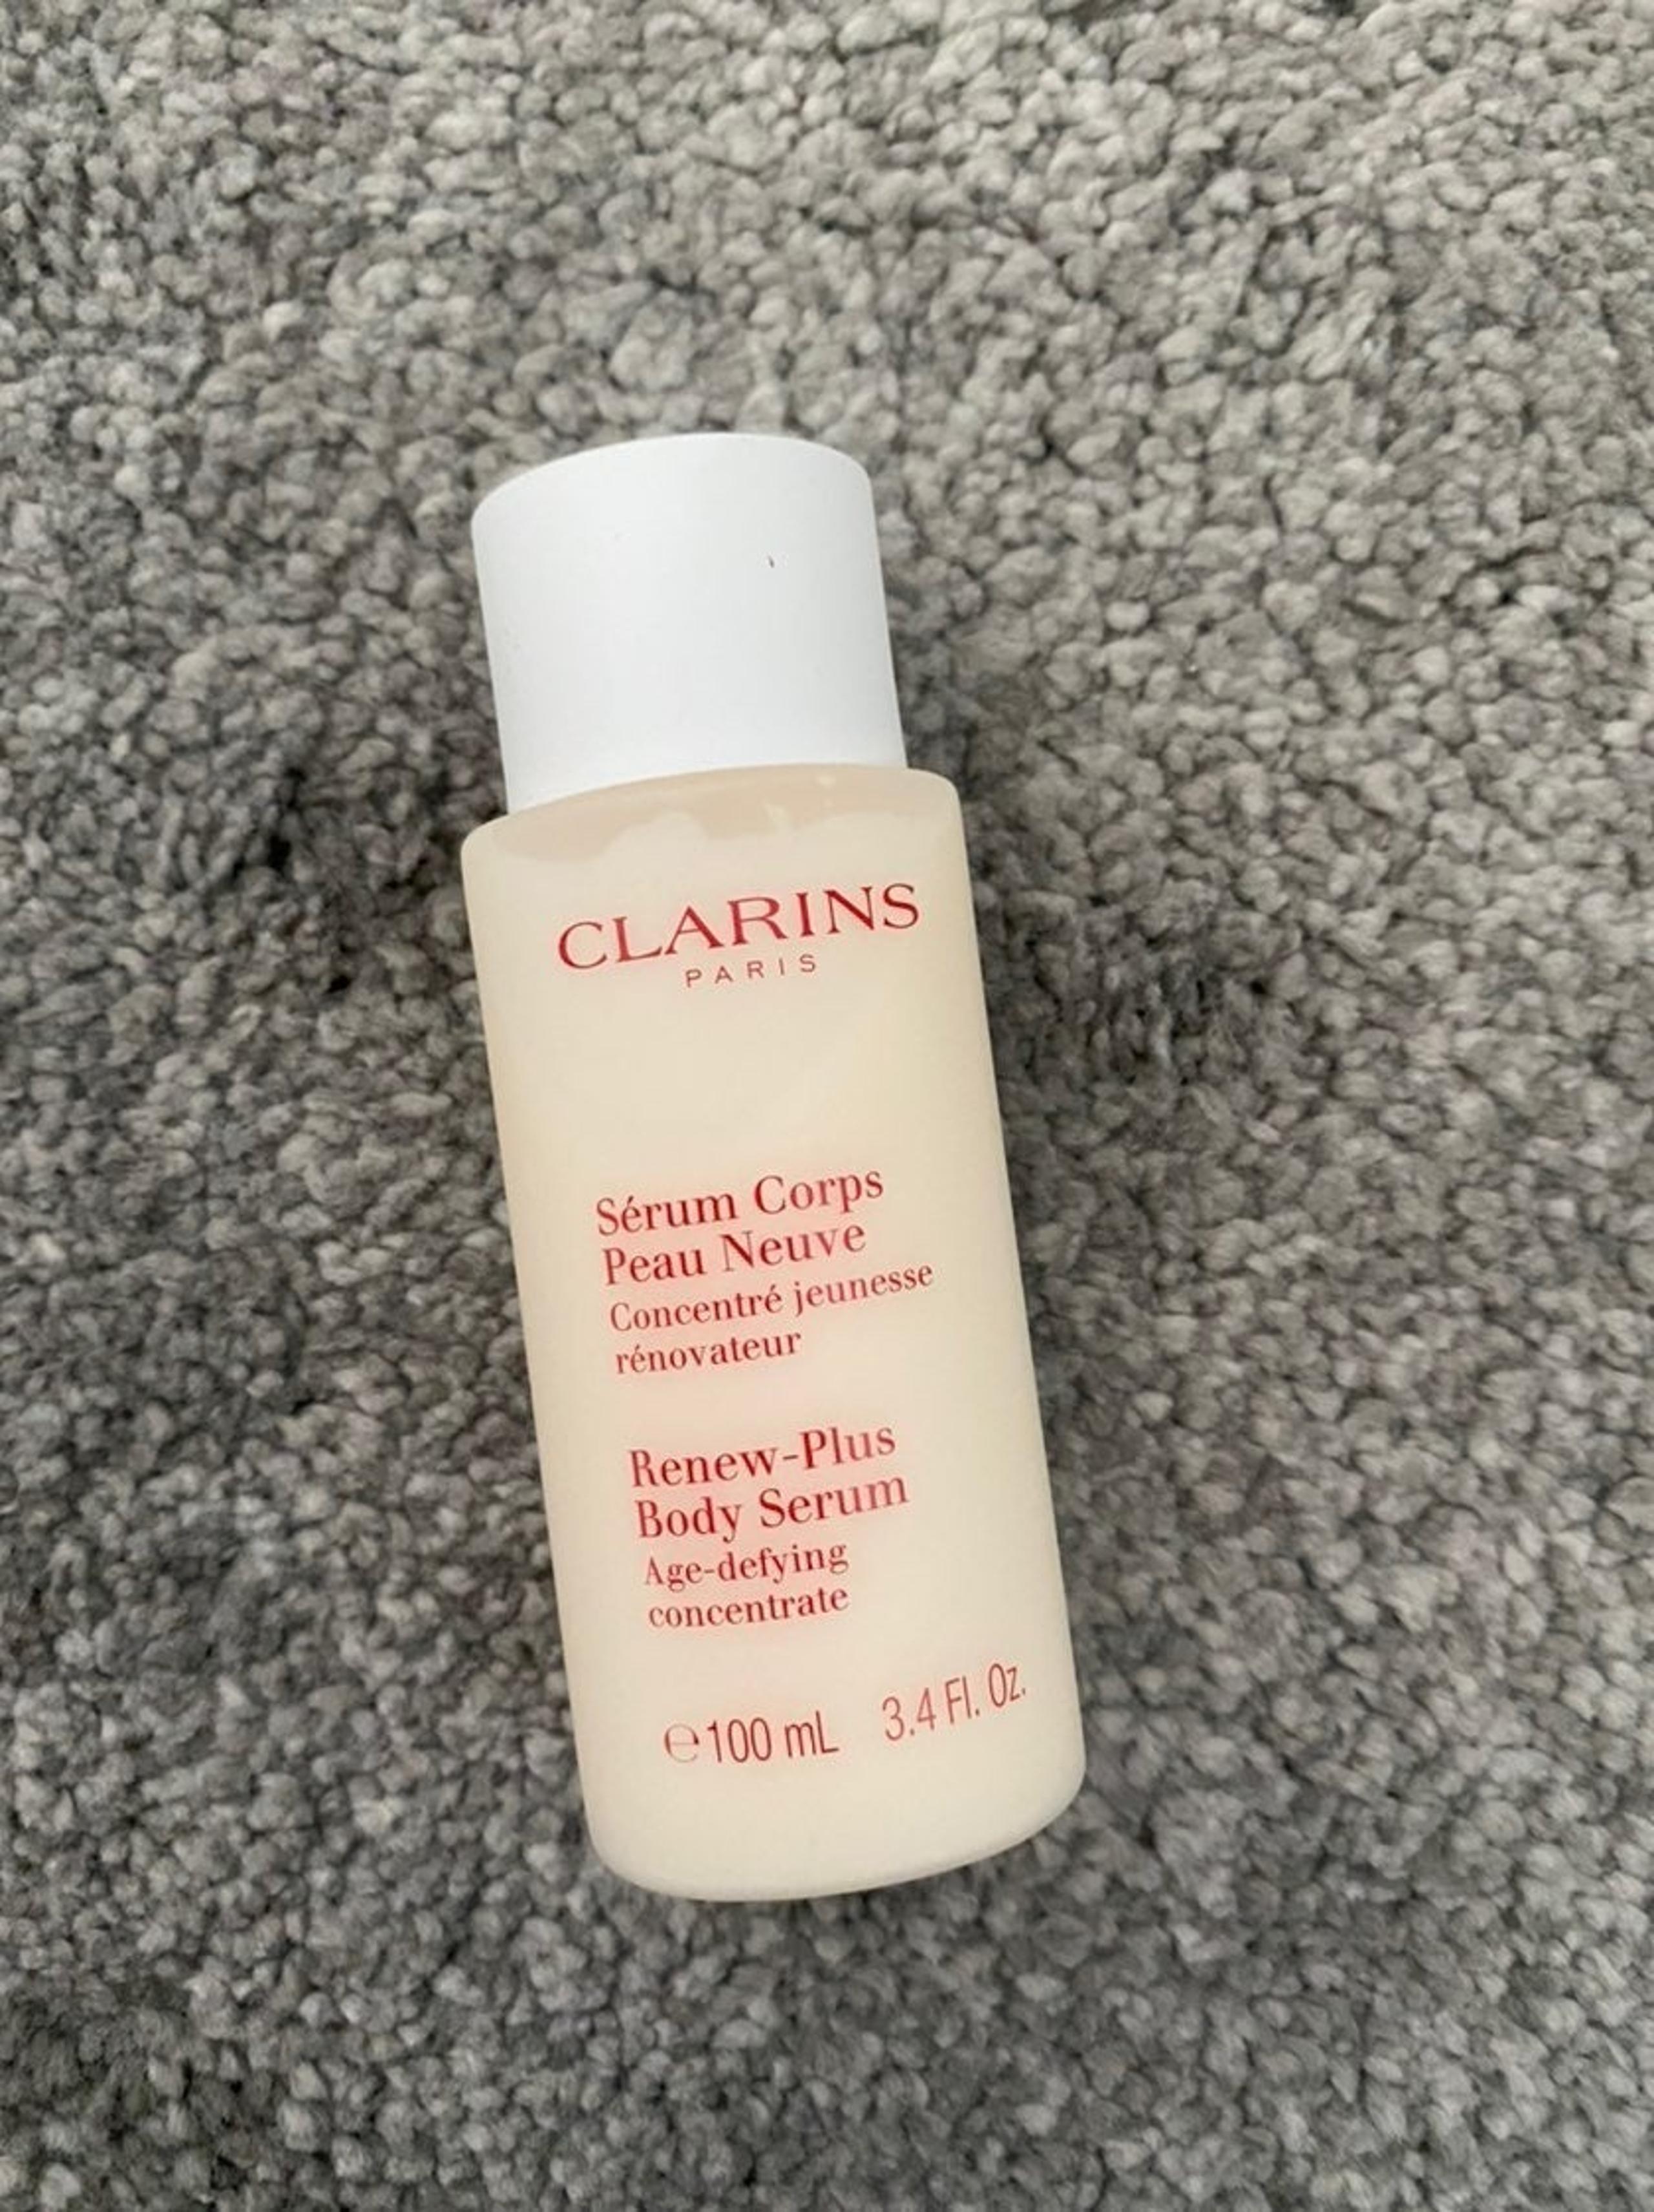 CLARINS
PARIS
Sérum Corps
Peau Neuve
Concentré jeunesse
rénovateur
Renew-Plus
Body Serum
Age-defying
concentrate
℮100 mL 3.4 Fl. Oz.